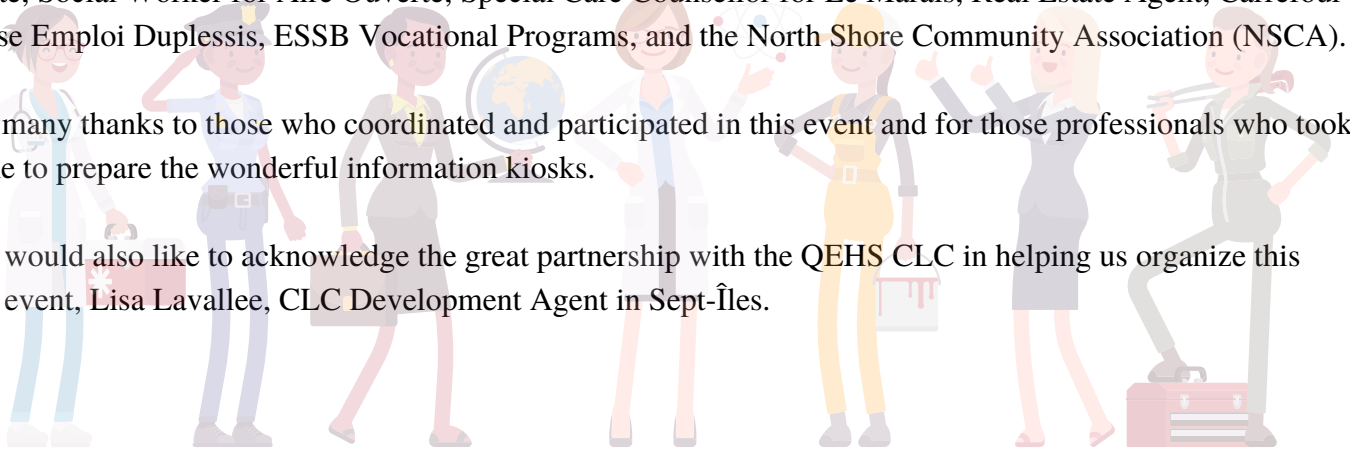 Social Worker for Aire Ouverte, Special Care Counsellor for Le Marais, Real Estate Agent, Carrefour
Emploi Duplessis, ESSB Vocational Programs, and the North Shore Community Association (NSCA).
many thanks to those who coordinated and participated in this event and for those professionals who took
to prepare the wonderful information kiosks.
would also like to acknowledge the great partnership with the QEHS CLC in helping us organize this
event, Lisa Lavallee, CLC Development Agent in Sept-Îles.